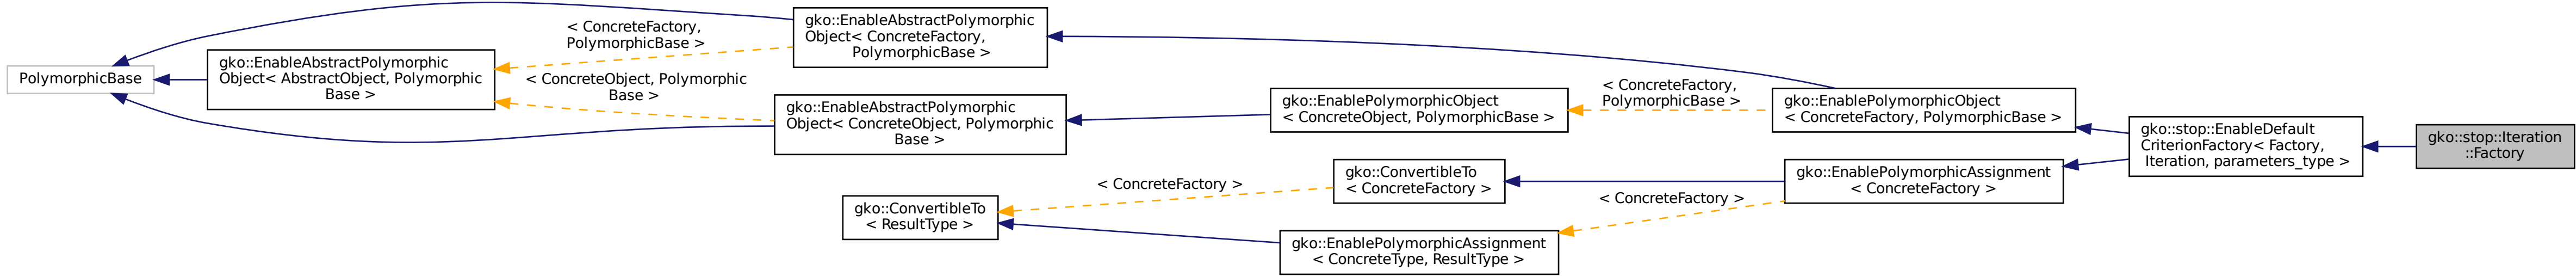 PolymorphicBase
gko::EnableAbstractPolymorphic
Object< AbstractObject, Polymorphic
Base >
< ConcreteFactory,
PolymorphicBase >
< ConcreteObject, Polymorphic
Base >
gko::EnableAbstractPolymorphic
Object< ConcreteFactory,
PolymorphicBase >
gko::EnableAbstractPolymorphic
Object< ConcreteObject, Polymorphic
Base >
gko::ConvertibleTo
< ResultType >
< ConcreteFactory >
gko::EnablePolymorphicObject
< ConcreteObject, PolymorphicBase >
gko::ConvertibleTo
< ConcreteFactory >
gko::EnablePolymorphicAssignment
< ConcreteType, ResultType >
< ConcreteFactory,
PolymorphicBase >
< ConcreteFactory >
gko::EnablePolymorphicObject
< ConcreteFactory, PolymorphicBase >
gko::EnablePolymorphicAssignment
< ConcreteFactory >
gko::stop::EnableDefault
CriterionFactory< Factory,
Iteration, parameters_type >
gko::stop::Iteration
::Factory